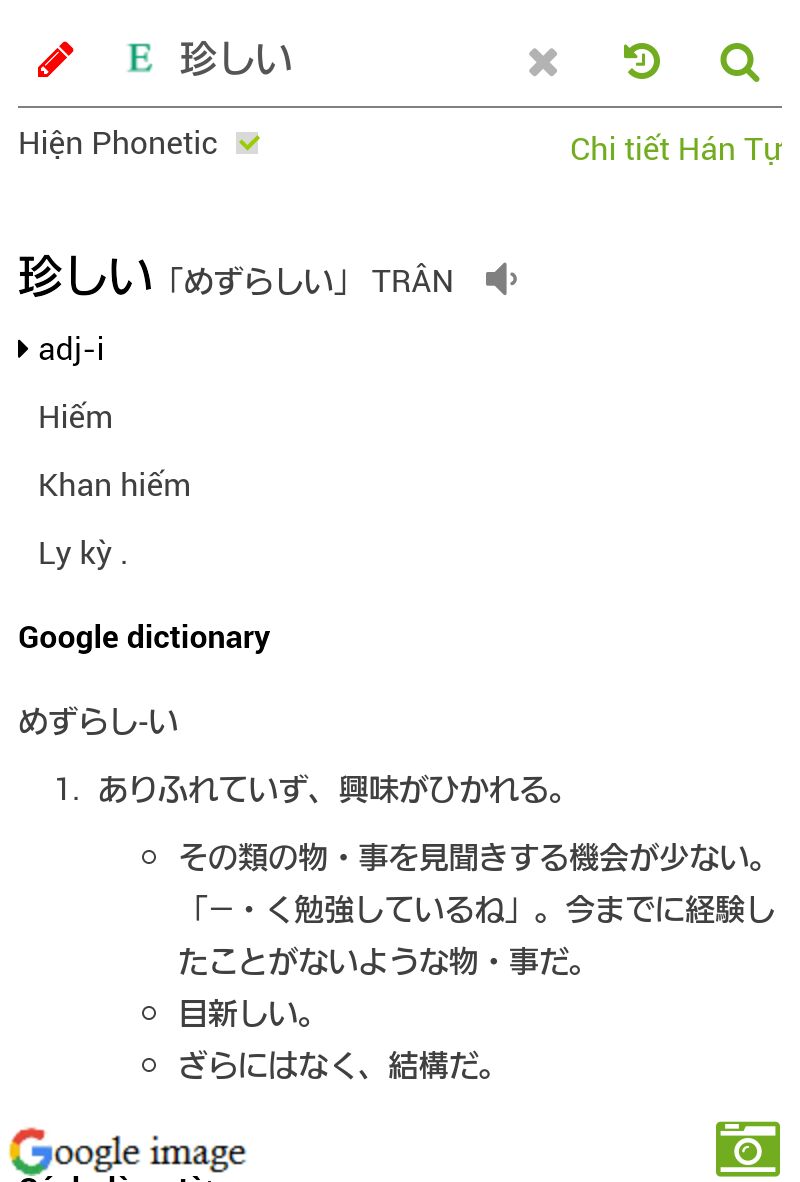 E 珍しい
Hiện Phonetic
Chi tiết Hán Tự
珍しい「めずらしい」 TRÂN
adj-i
Hiếm
Khan hiếm
Ly kỳ .
Google dictionary
めずらし-い
1. ありふれていず、興味がひかれる。
その類の物・事を見聞きする機会が少ない。
「－・く勉強しているね」。今までに経験し
たことがないような物・事だ。
目新しい。
ざらにはなく、結構だ。
Google image